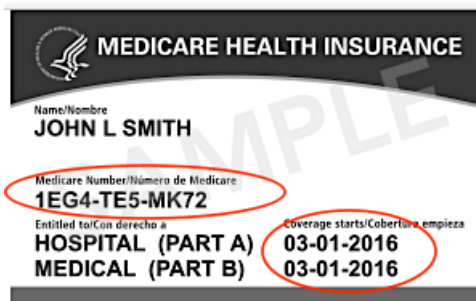 MEDICARE HEALTH INSURANCE
SAMPLE
Name/Nombre
JOHN L SMITH
Medicare Number/Número de Medicare
1EG4-TE5-MK72
Entitled to/Con derecho a Coverage starts/Cobertura empieza
HOSPITAL (PART A) 03-01-2016
MEDICAL (PART B) 03-01-2016